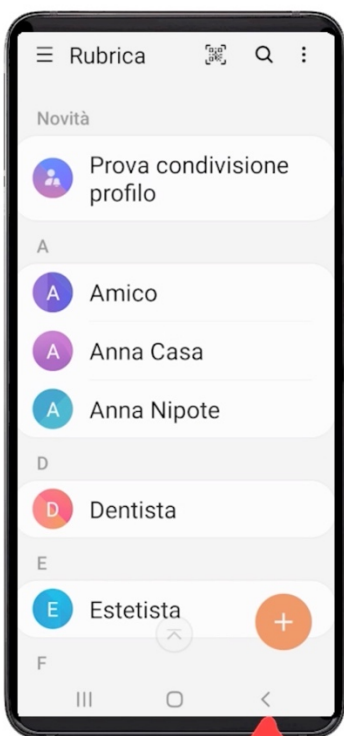 Rubrica
Novità
Prova condivisione
profilo
A
A Amico
A Anna Casa
A Anna Nipote
D
D Dentista
E
E Estetista
F